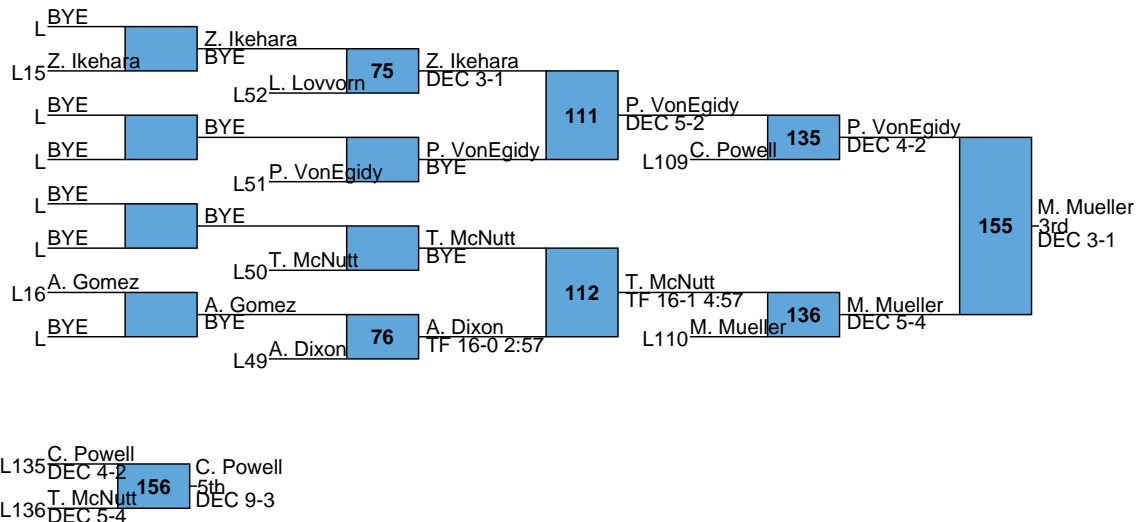 BYE
L
Z. Ikehara
L15
Z. Ikehara
BYE
L. Lovvorn
L52
75
Z. Ikehara
DEC 3-1
BYE
L
BYE
L
BYE
P. VonEgidy
L51
P. VonEgidy
BYE
111
P. VonEgidy
DEC 5-2
C. Powell
L109
135
P. VonEgidy
DEC 4-2
BYE
L
BYE
L
BYE
T. McNutt
L50
T. McNutt
BYE
A. Gomez
L16
BYE
L
A. Gomez
BYE
A. Dixon
L49
76
A. Dixon
TF 16-0 2:57
112
T. McNutt
TF 16-1 4:57
M. Mueller
L110
136
M. Mueller
DEC 5-4
155
M. Mueller
3rd
DEC 3-1
C. Powell
L135
DEC 4-2
T. McNutt
L136
DEC 5-4
156
C. Powell
5th
DEC 9-3